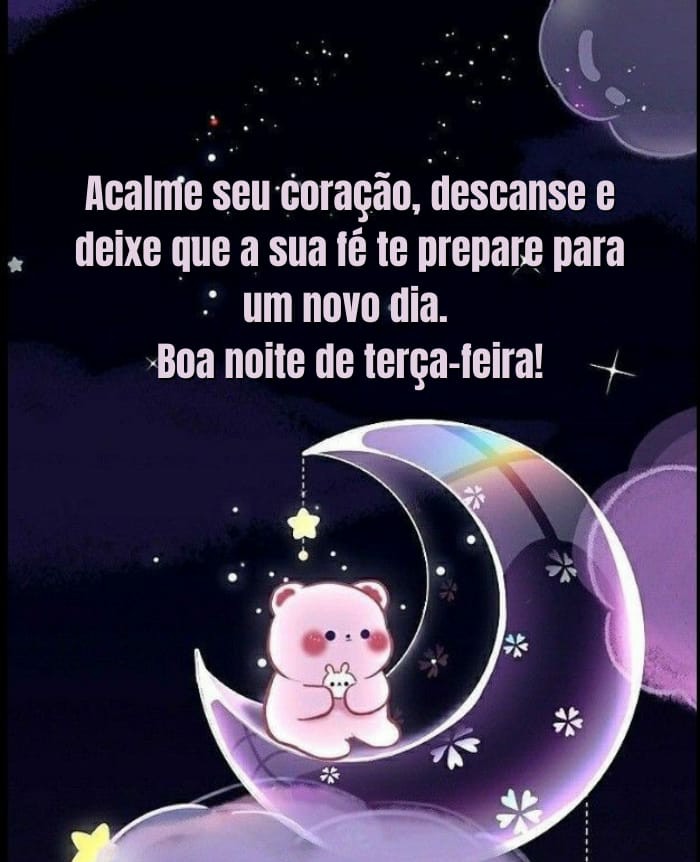 Acalme seu coração, descanse e
deixe que a sua fé te prepare para
um novo dia.
Boa noite de terça-feira!